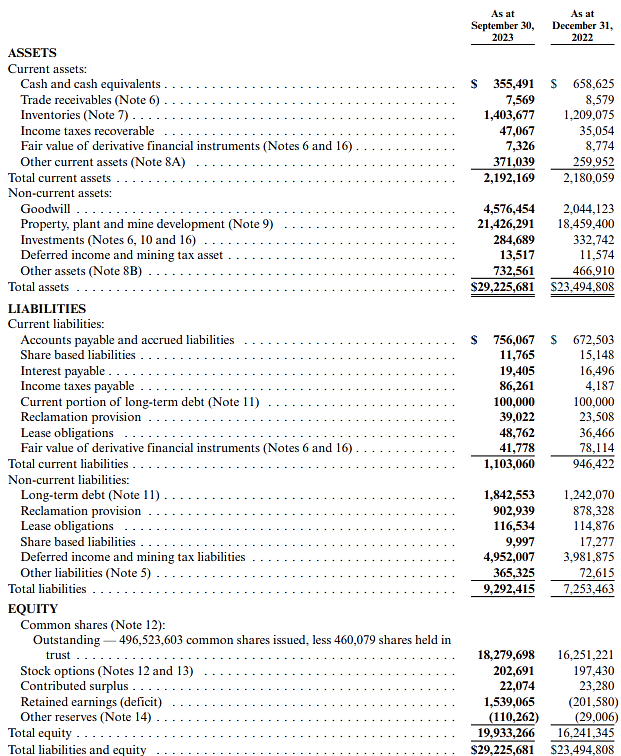 As at As at
September 30, December 31,
2023 2022
ASSETS
Current assets:
Cash and cash equivalents $ 355,491 $ 658,625
Trade receivables (Note 6) 7,569 8,579
Inventories (Note 7) 1,403,677 1,209,075
Income taxes recoverable 47,067 35,054
Fair value of derivative financial instruments (Notes 6 and 16) 7,326 8,774
Other current assets (Note 8A) 371,039 259,952
Total current assets 2,192,169 2,180,059
Non-current assets:
Goodwill 4,576,454 2,044,123
Property, plant and mine development (Note 9) 21,426,291 18,459,400
Investments (Notes 6, 10 and 16) 284,689 332,742
Deferred income and mining tax asset 13,517 11,574
Other assets (Note 8B) 732,561 466,910
Total assets $29,225,681 $23,494,808
LIABILITIES
Current liabilities:
Accounts payable and accrued liabilities $ 756,067 $ 672,503
Share based liabilities 11,765 15,148
Interest payable 19,405 16,496
Income taxes payable 86,261 4,187
Current portion of long-term debt (Note 11) 100,000 100,000
Reclamation provision 39,022 23,508
Lease obligations 48,762 36,466
Fair value of derivative financial instruments (Notes 6 and 16) 41,778 78,114
Total current liabilities 1,103,060 946,422
Non-current liabilities:
Long-term debt (Note 11) 1,842,553 1,242,070
Reclamation provision 902,939 878,328
Lease obligations 116,534 114,876
Share based liabilities 9,997 17,277
Deferred income and mining tax liabilities 4,952,007 3,981,875
Other liabilities (Note 5) 365,325 72,615
Total liabilities 9,292,415 7,253,463
EQUITY
Common shares (Note 12):
Outstanding — 496,523,603 common shares issued, less 460,079 shares held in
trust 18,279,698 16,251,221
Stock options (Notes 12 and 13) 202,691 197,430
Contributed surplus 22,074 23,280
Retained earnings (deficit) 1,539,065 (201,580)
Other reserves (Note 14) (110,262) (29,006)
Total equity 19,933,266 16,241,345
Total liabilities and equity $29,225,681 $23,494,808